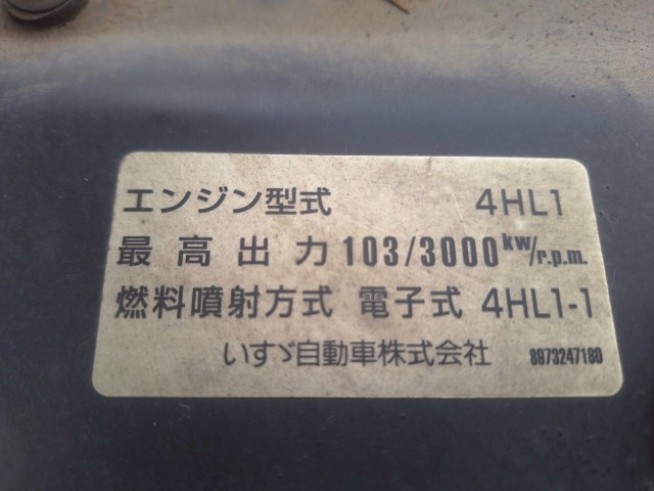 エンジン型式 4HL1
最高出力 103/3000 kw/r.p.m.
燃料噴射方式 電子式 4HL1-1
いすゞ自動車株式会社 8973247180